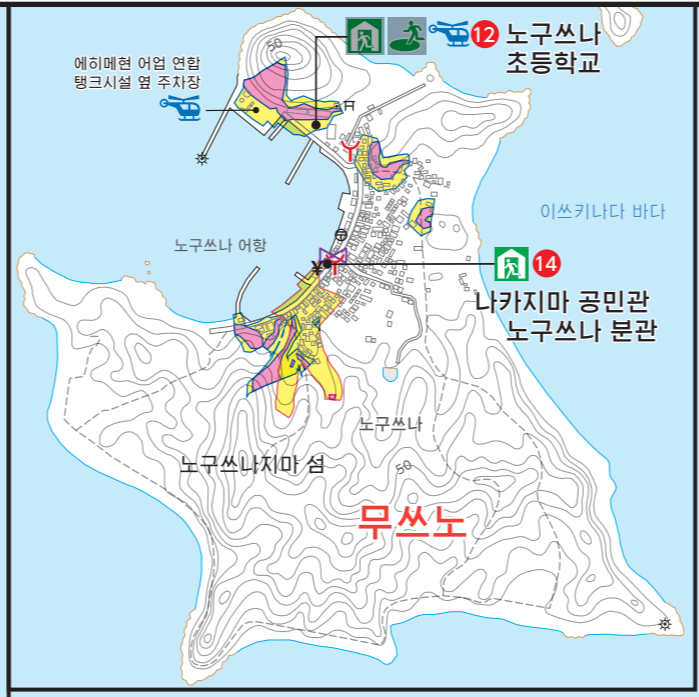 12 노구쓰나
초등학교
에히메현 어업 연합
탱크시설 옆 주차장
50
이쓰키나다 바다
노구쓰나 어항
14
나카지마 공민관
노구쓰나 분관
노구쓰나
노구쓰나지마 섬
50
무쓰노